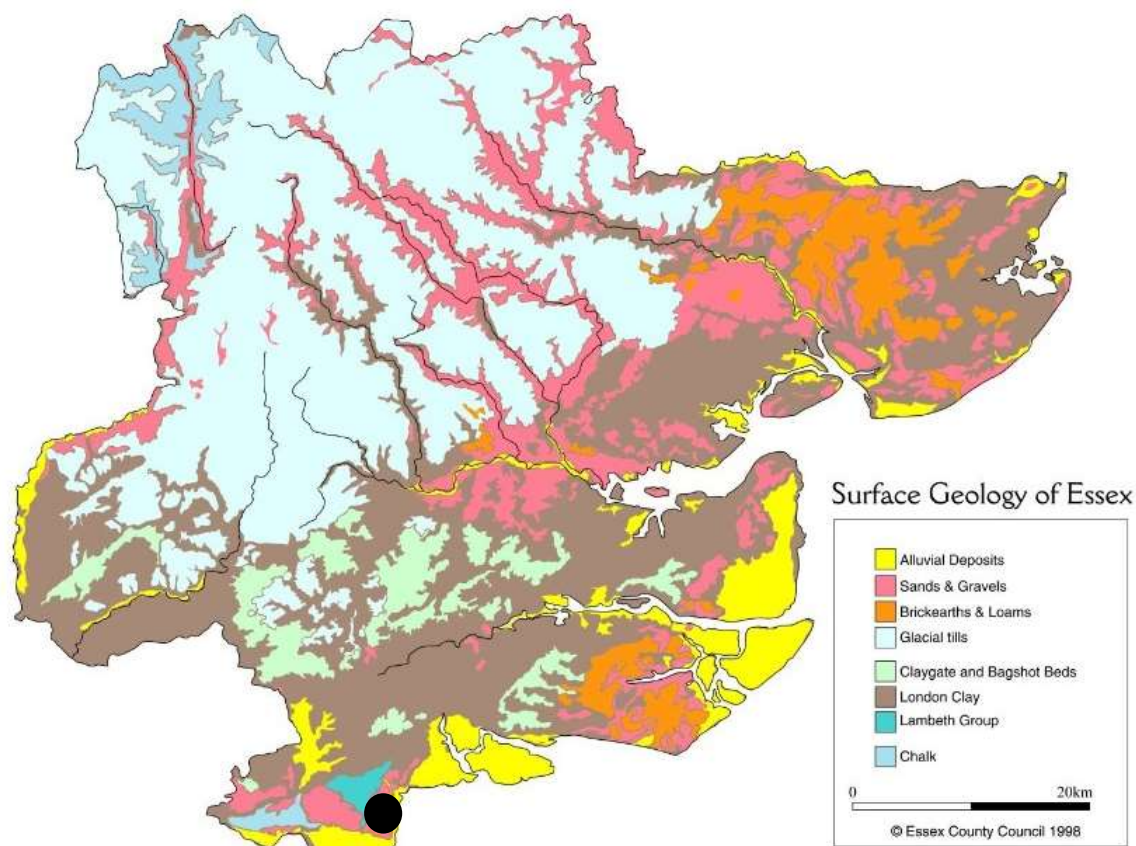 Surface Geology of Essex
Alluvial Deposits
Sands & Gravels
Brickearths & Loams
Glacial tills
Claygate and Bagshot Beds
London Clay
Lambeth Group
Chalk
0 20km
© Essex County Council 1998